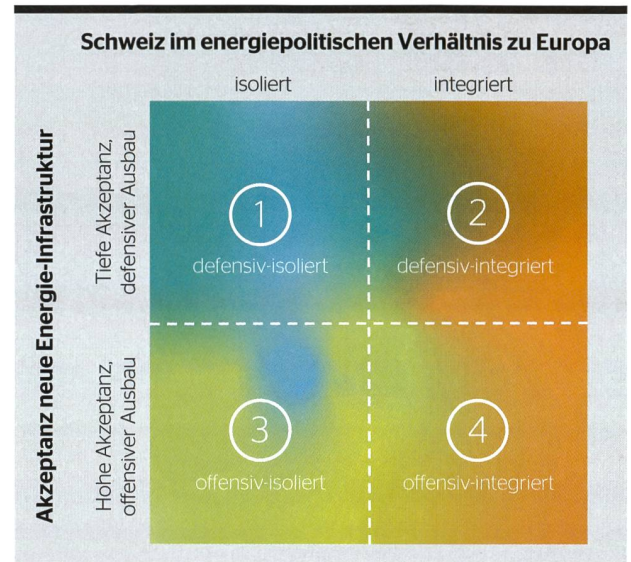 Schweiz im energiepolitischen Verhältnis zu Europa
isoliert
integriert
Akzeptanz neue Energie-Infrastruktur
Tiefe Akzeptanz,
defensiver Ausbau
1
defensiv-isoliert
2
defensiv-integriert
Hohe Akzeptanz,
offensiver Ausbau
3
offensiv-isoliert
4
offensiv-integriert